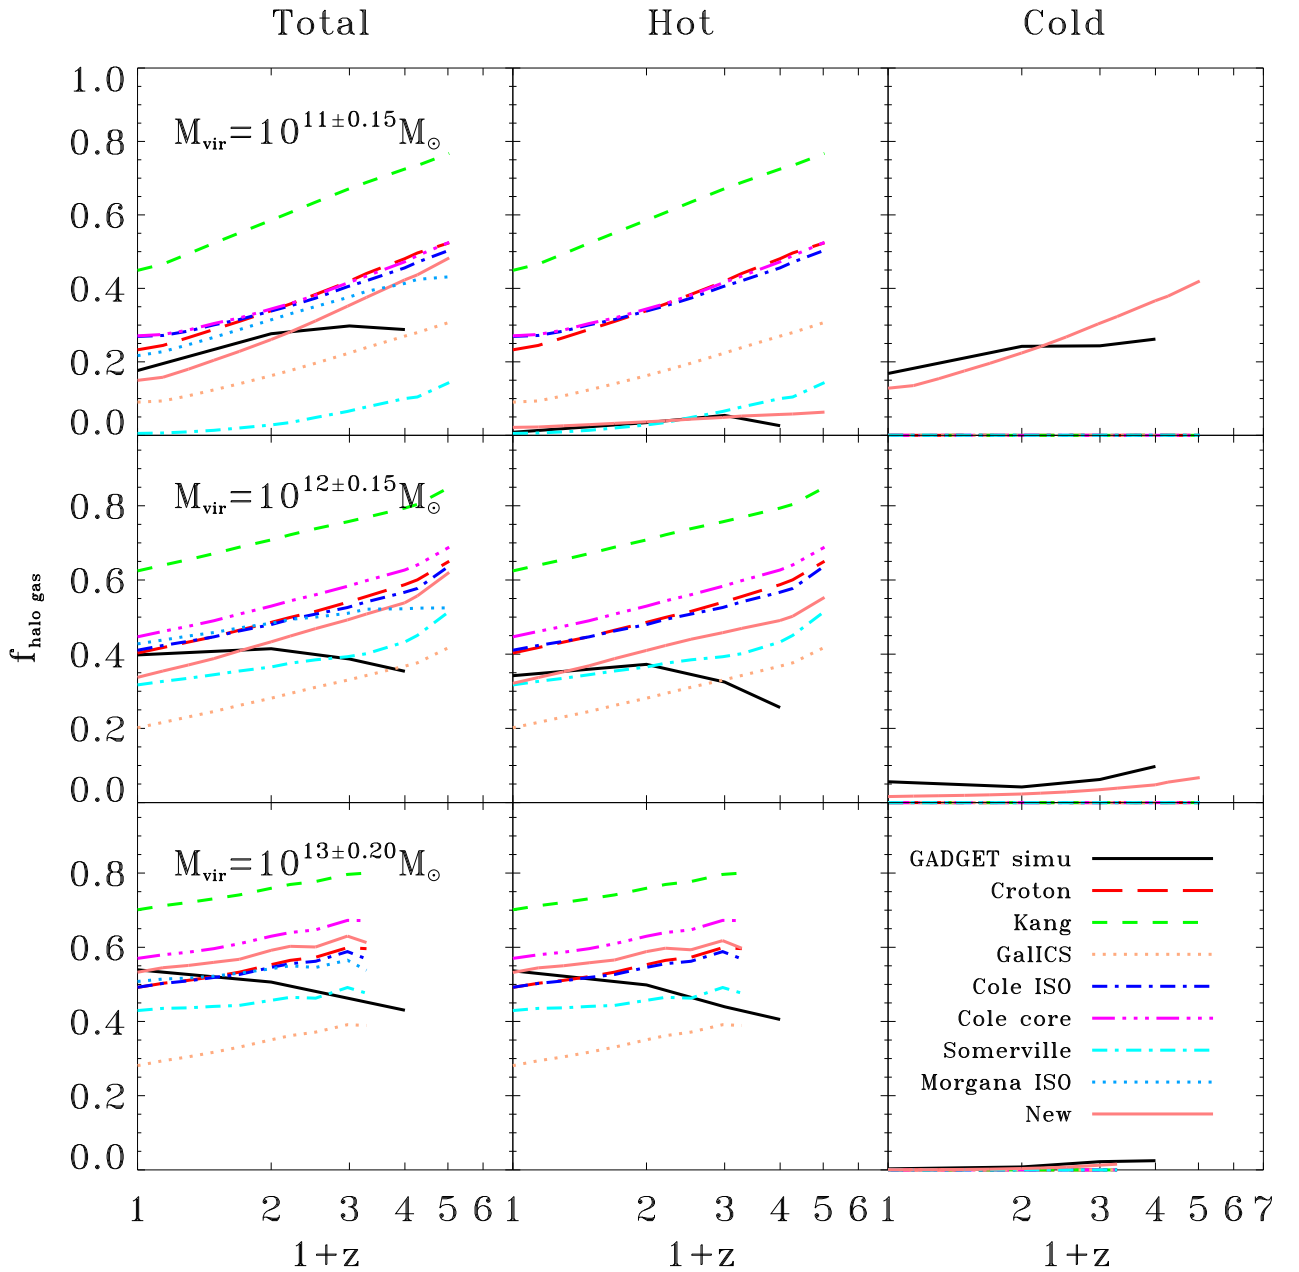 Total Hot Cold
1.0
M_vir=10^{11±0.15}M_⊙
0.8
0.6
0.4
0.2
0.0
M_vir=10^{12±0.15}M_⊙
0.8
0.6
0.4
0.2
0.0
f_halo gas
M_vir=10^{13±0.20}M_⊙
0.8
0.6
0.4
0.2
0.0
GADGET simu
Croton
Kang
GalICS
Cole ISO
Cole core
Somerville
Morgana ISO
New
1 2 3 4 5 6 1 2 3 4 5 6 1 2 3 4 5 6 7
1+z 1+z 1+z